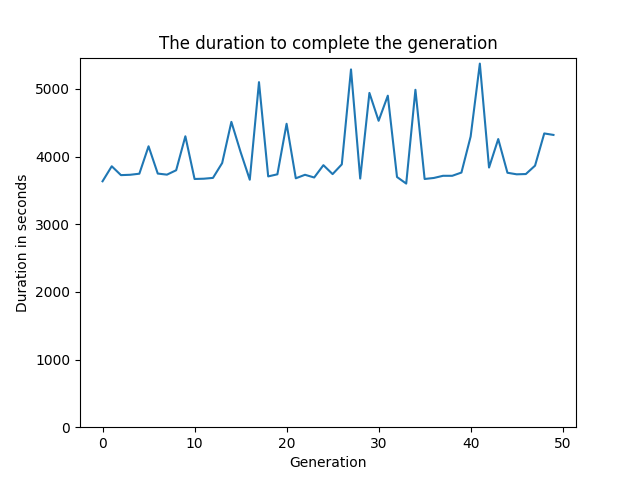 The duration to complete the generation
Duration in seconds
5000
4000
3000
2000
1000
0
0 10 20 30 40 50
Generation